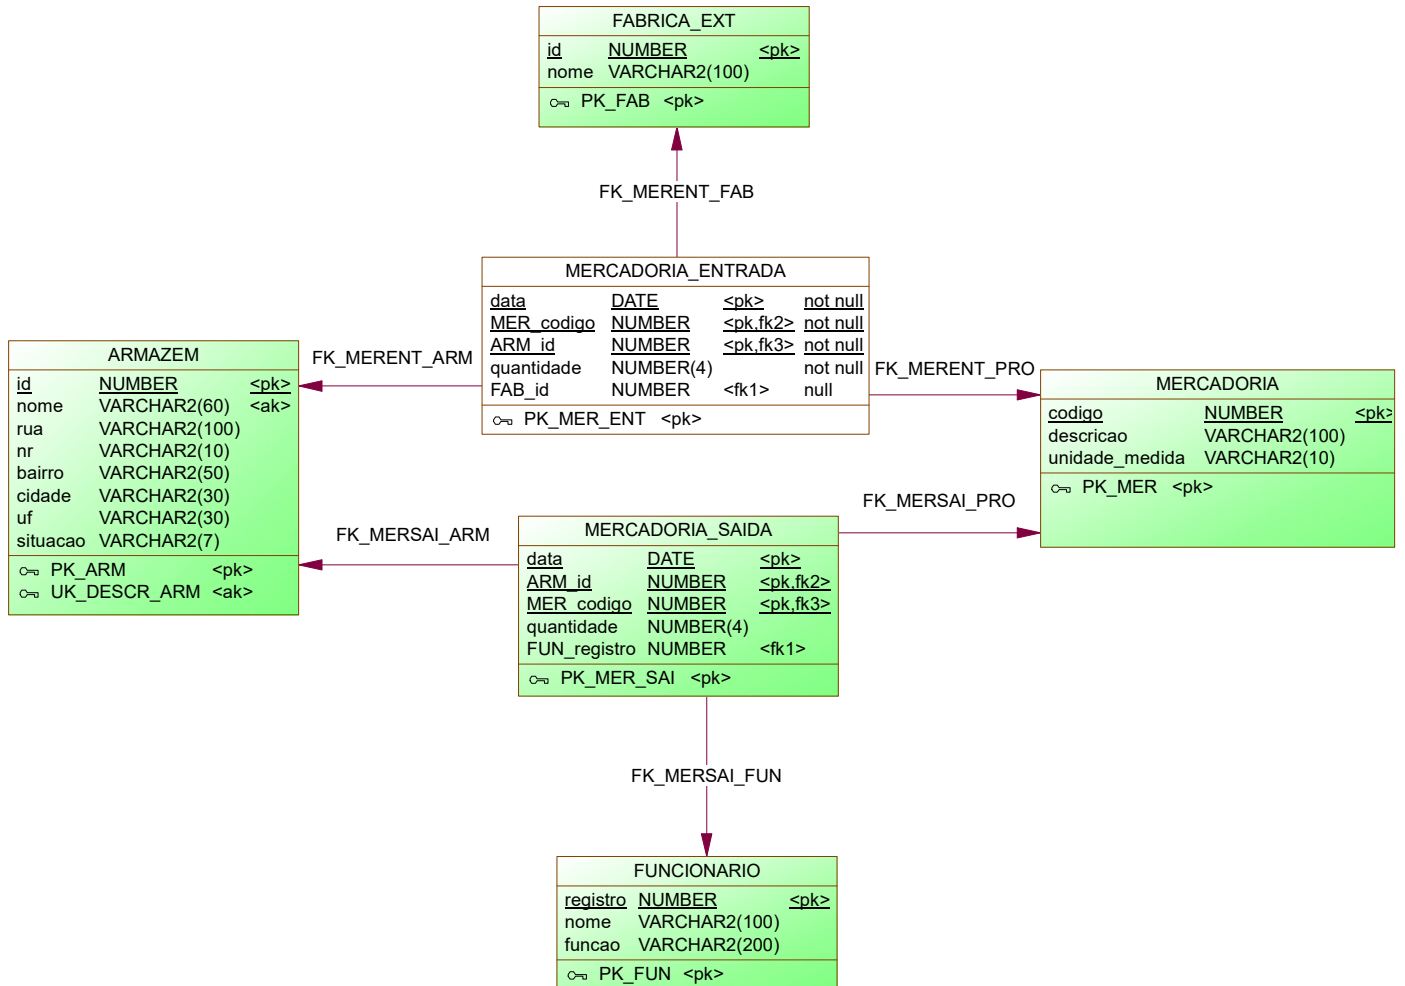 FABRICA_EXT
id NUMBER <pk>
nome VARCHAR2(100)
PK_FAB <pk>
FK_MERENT_FAB
MERCADORIA_ENTRADA
data DATE <pk> not null
MER_codigo NUMBER <pk,fk2> not null
ARM_id NUMBER <pk,fk3> not null
quantidade NUMBER(4) not null
FAB_id NUMBER <fk1> null
PK_MER_ENT <pk>
FK_MERENT_ARM
FK_MERENT_PRO
ARMAZEM
id NUMBER <pk>
nome VARCHAR2(60) <ak>
rua VARCHAR2(100)
nr VARCHAR2(10)
bairro VARCHAR2(50)
cidade VARCHAR2(30)
uf VARCHAR2(30)
situacao VARCHAR2(7)
PK_ARM <pk>
UK_DESCR_ARM <ak>
MERCADORIA
codigo NUMBER <pk>
descricao VARCHAR2(100)
unidade_medida VARCHAR2(10)
PK_MER <pk>
FK_MERSAI_PRO
FK_MERSAI_ARM
MERCADORIA_SAIDA
data DATE <pk>
ARM_id NUMBER <pk,fk2>
MER_codigo NUMBER <pk,fk3>
quantidade NUMBER(4)
FUN_registro NUMBER <fk1>
PK_MER_SAI <pk>
FK_MERSAI_FUN
FUNCIONARIO
registro NUMBER <pk>
nome VARCHAR2(100)
funcao VARCHAR2(200)
PK_FUN <pk>